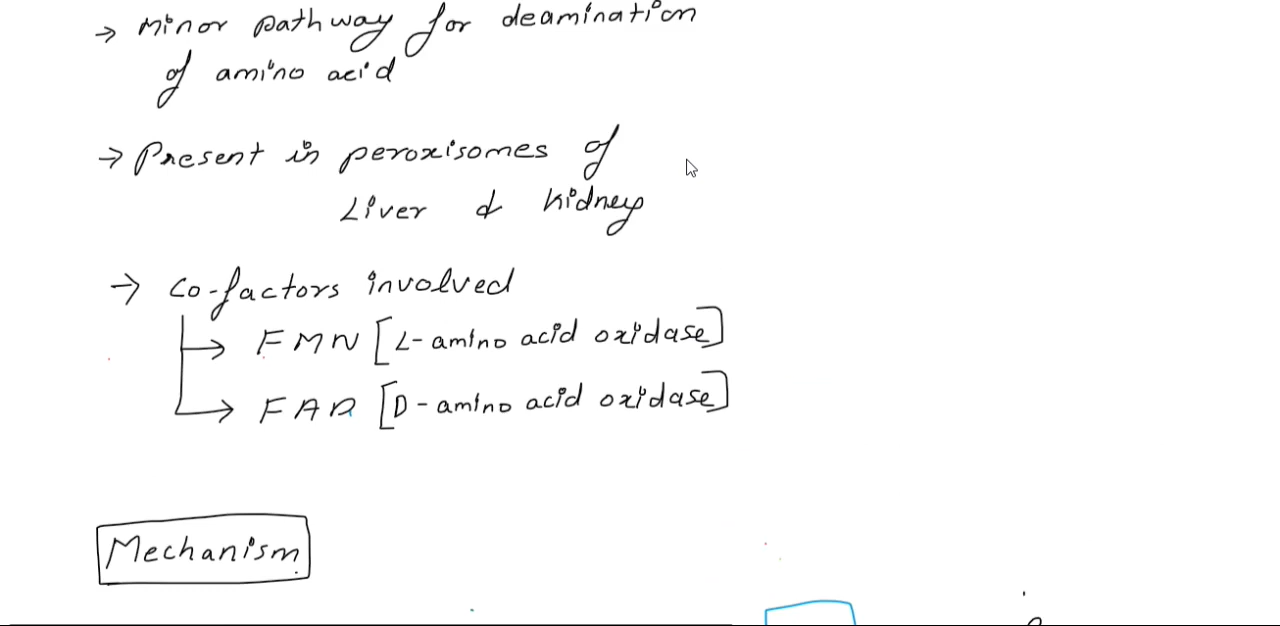 → Minor pathway for deamination
of amino acid
→ Present in peroxisomes of
Liver & kidney
→ Co-factors involved
→ FMN [L-amino acid oxidase]
→ FAD [D-amino acid oxidase]
Mechanism